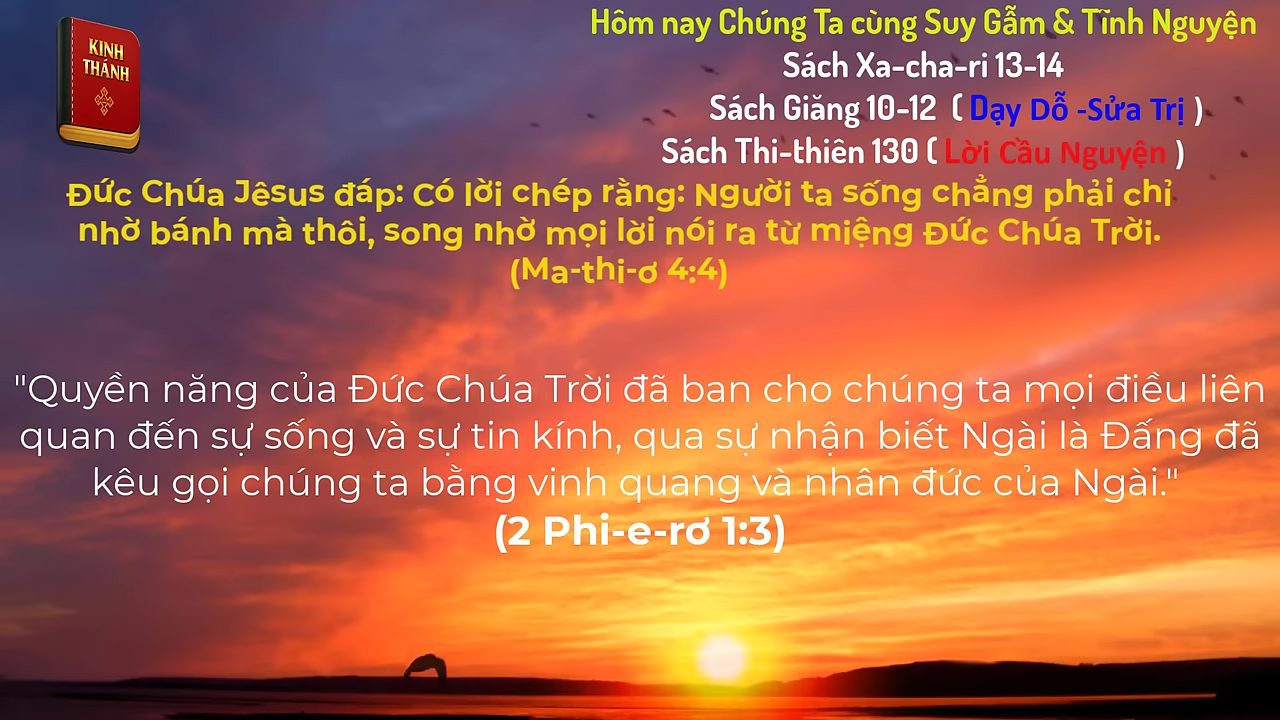 KINH
THÁNH
Hôm nay Chúng Ta cùng Suy Gẫm & Tĩnh Nguyện
Sách Xa-cha-ri 13-14
Sách Giăng 10-12 ( Dạy Dỗ -Sửa Trị )
Sách Thi-thiên 130 ( Lời Cầu Nguyện )
Đức Chúa Jêsus đáp: Có lời chép rằng: Người ta sống chẳng phải chỉ
nhờ bánh mà thôi, song nhờ mọi lời nói ra từ miệng Đức Chúa Trời.
(Ma-thi-ơ 4:4)
"Quyền năng của Đức Chúa Trời đã ban cho chúng ta mọi điều liên
quan đến sự sống và sự tin kính, qua sự nhận biết Ngài là Đấng đã
kêu gọi chúng ta bằng vinh quang và nhân đức của Ngài."
(2 Phi-e-rơ 1:3)